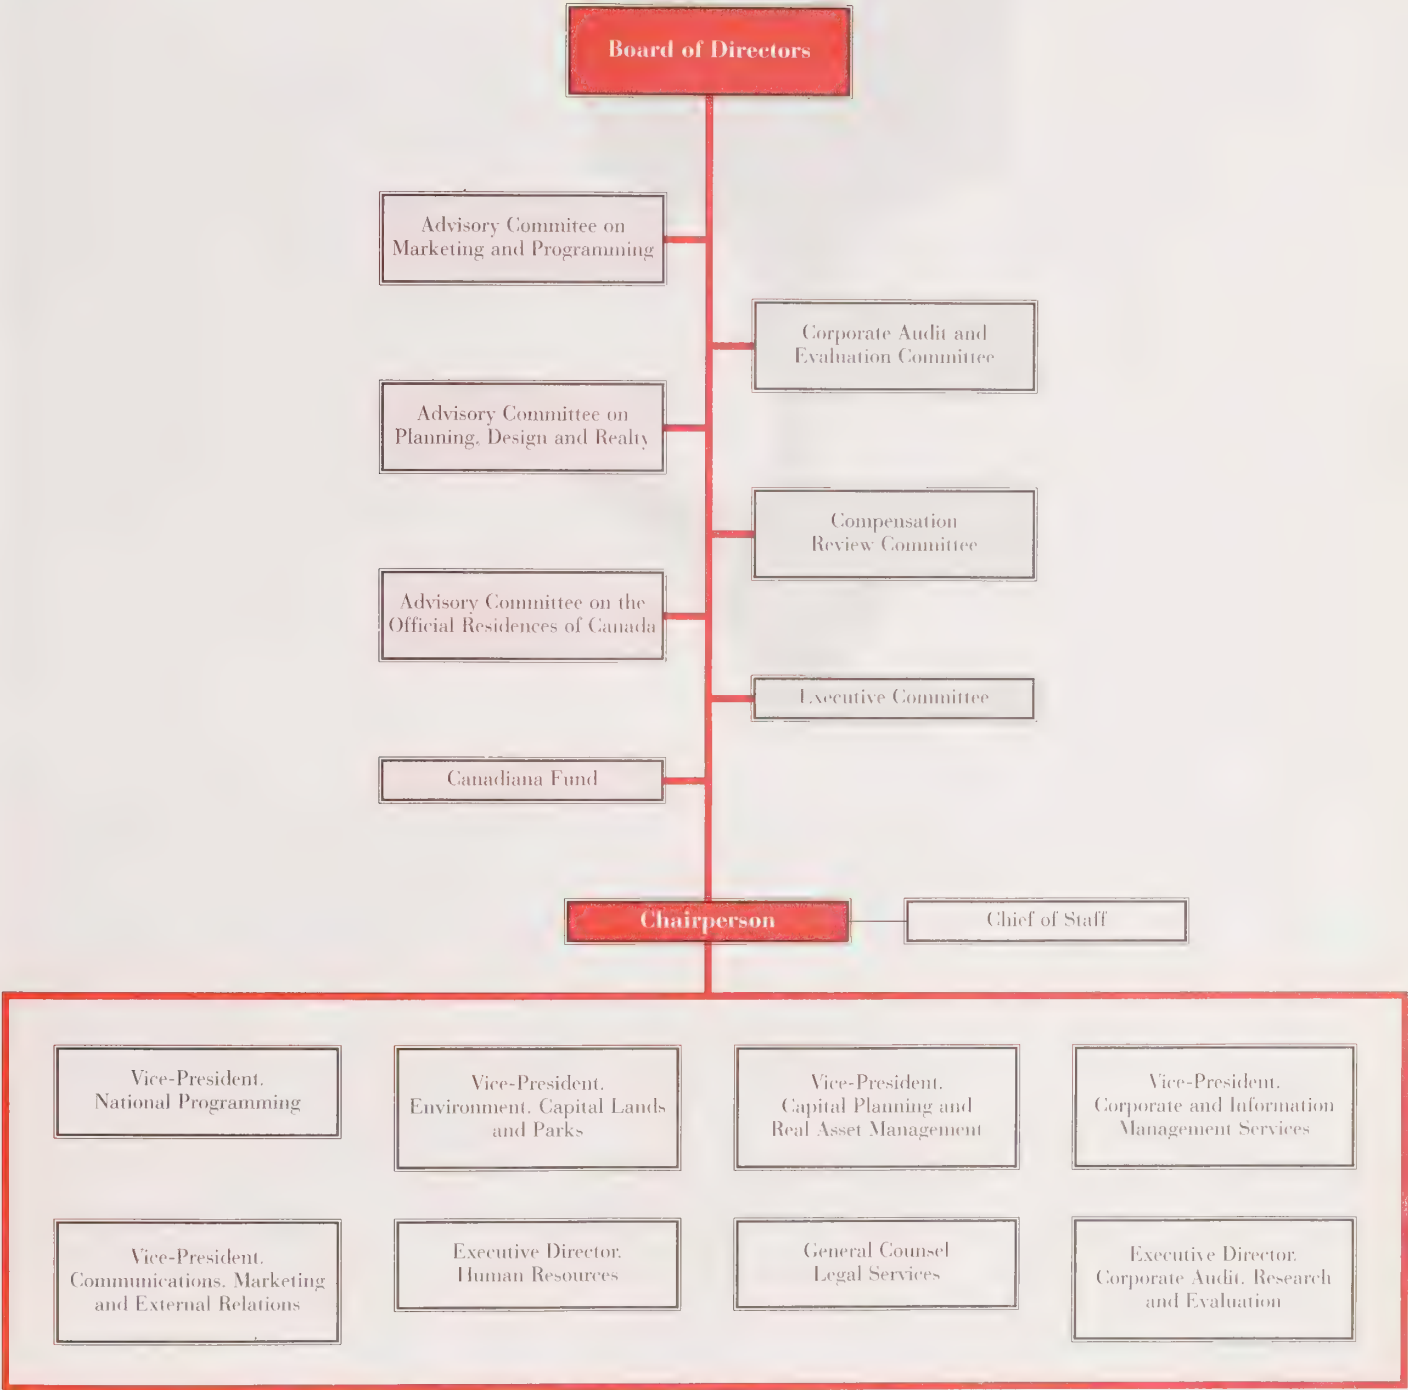 Board of Directors
Advisory Commitee on
Marketing and Programming
Corporate Audit and
Evaluation Committee
Advisory Committee on
Planning, Design and Realty
Compensation
Review Committee
Advisory Committee on the
Official Residences of Canada
Executive Committee
Canadiana Fund
Chairperson
Chief of Staff
Vice-President,
National Programming
Vice-President,
Environment, Capital Lands
and Parks
Vice-President,
Capital Planning and
Real Asset Management
Vice-President,
Corporate and Information
Management Services
Vice-President,
Communications, Marketing
and External Relations
Executive Director,
Human Resources
General Counsel
Legal Services
Executive Director,
Corporate Audit, Research
and Evaluation